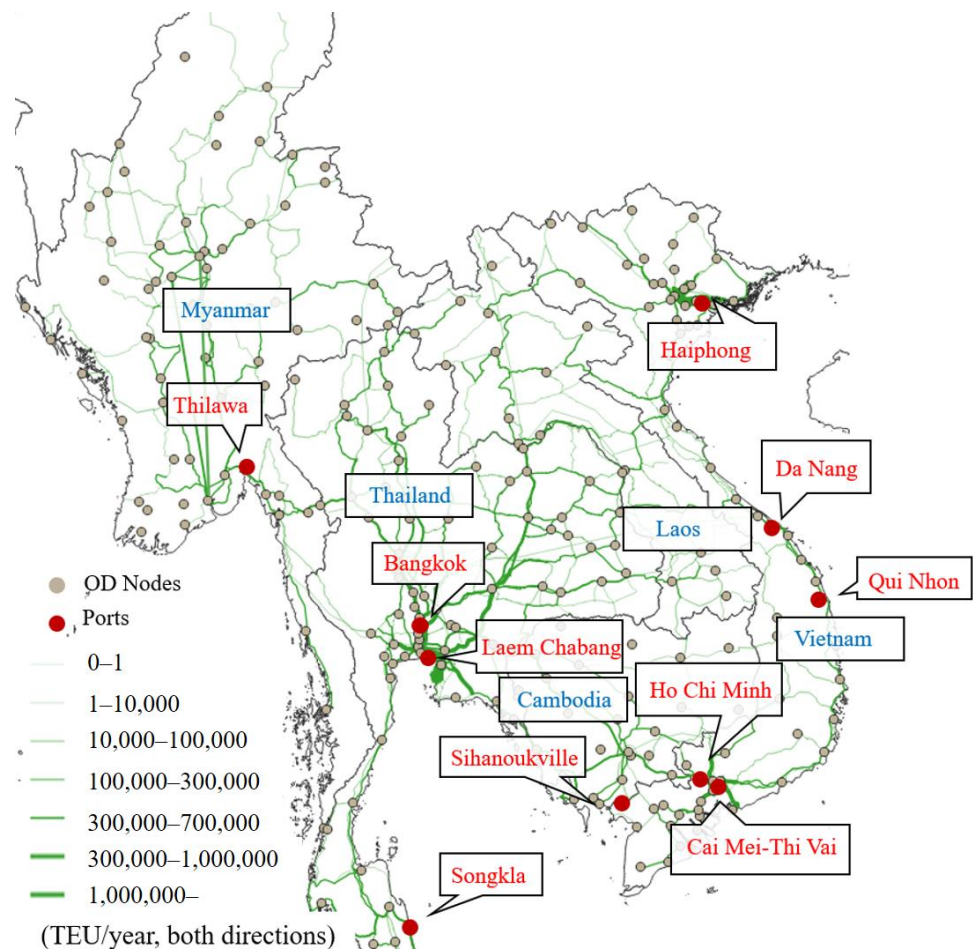 Myanmar
Haiphong
Thilawa
Da Nang
Thailand
Laos
Bangkok
Qui Nhon
OD Nodes
Ports
Laem Chabang
Vietnam
Cambodia
Ho Chi Minh
Sihanoukville
Cai Mei-Thi Vai
Songkla
0–1
1–10,000
10,000–100,000
100,000–300,000
300,000–700,000
300,000–1,000,000
1,000,000-
(TEU/year, both directions)